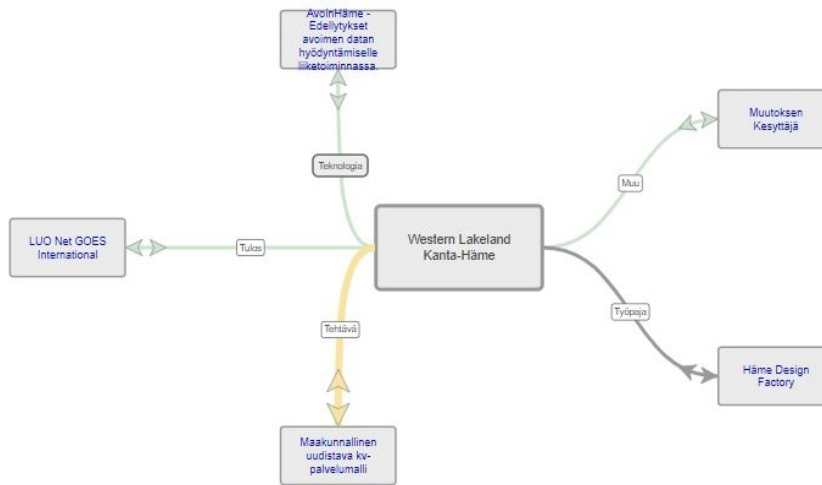 AvoinHäme -
Edellytykset
avoimen datan
hyödyntämiselle
liiketoiminnassa.
Muutoksen
Kesyttäjä
Teknologia
Muu
LUO Net GOES
International
Tulos
Western Lakeland
Kanta-Häme
Työpaja
Tehtävä
Häme Design
Factory
Maakunnallinen
uudistava kv-
palvelumalli